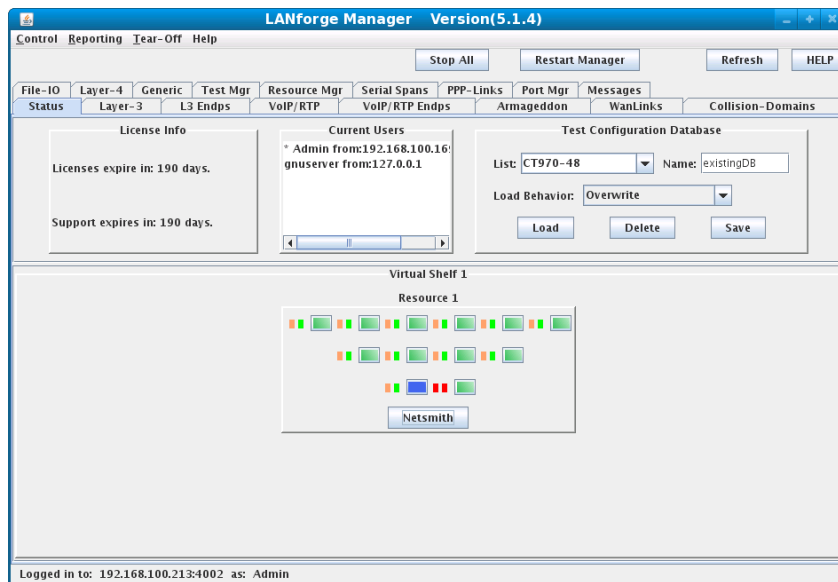 LANforge Manager Version(5.1.4)
Control Reporting Tear-Off Help
Stop All Restart Manager Refresh HELP
File-IO Layer-4 Generic Test Mgr Resource Mgr Serial Spans PPP-Links Port Mgr Messages
Status Layer-3 L3 Endps VoIP/RTP VoIP/RTP Endps Armageddon WanLinks Collision-Domains
License Info
Licenses expire in: 190 days.
Support expires in: 190 days.
Current Users
* Admin from:192.168.100.16
gnuserver from:127.0.0.1
Test Configuration Database
List: CT970-48 Name: existingDB
Load Behavior: Overwrite
Load Delete Save
Virtual Shelf 1
Resource 1
Netsmith
Logged in to: 192.168.100.213:4002 as: Admin